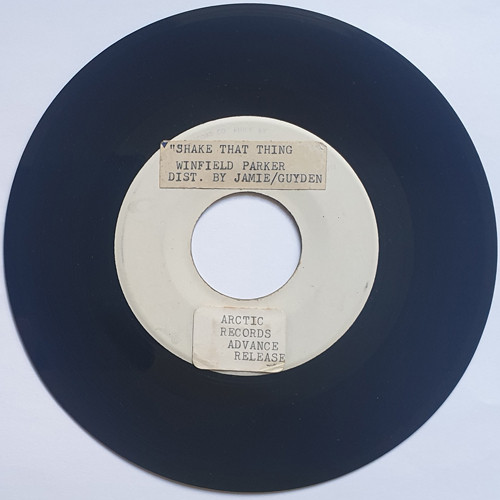 "SHAKE THAT THING
WINFIELD PARKER
DIST. BY JAMIE/GUYDEN
ARCTIC
RECORDS
ADVANCE
RELEASE